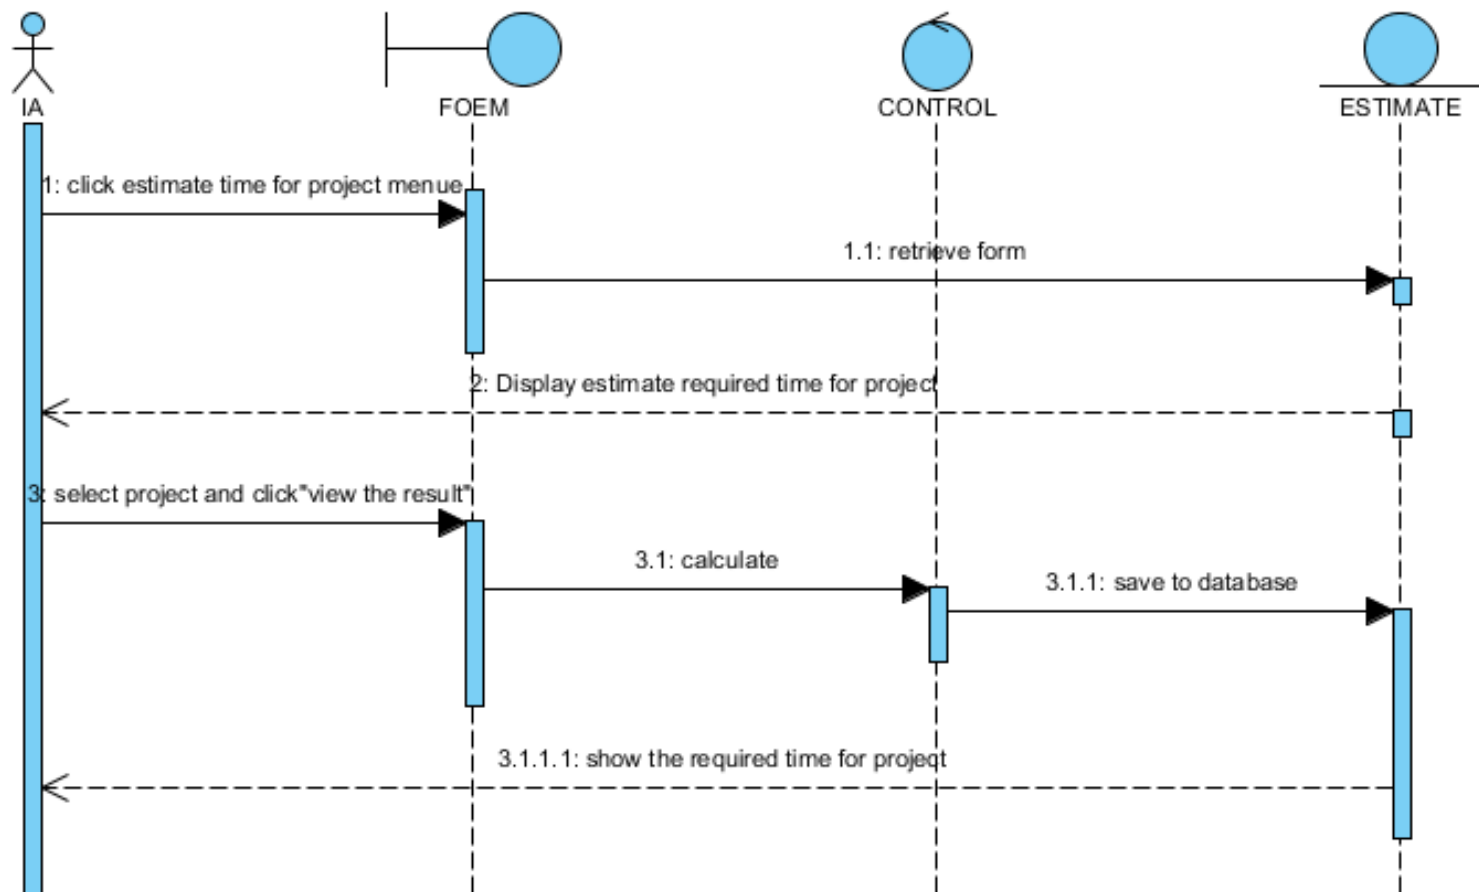 IA
FOEM
CONTROL
ESTIMATE
1: click estimate time for project menue
1.1: retrieve form
2: Display estimate required time for project
3: select project and click"view the result"
3.1: calculate
3.1.1: save to database
3.1.1.1: show the required time for project